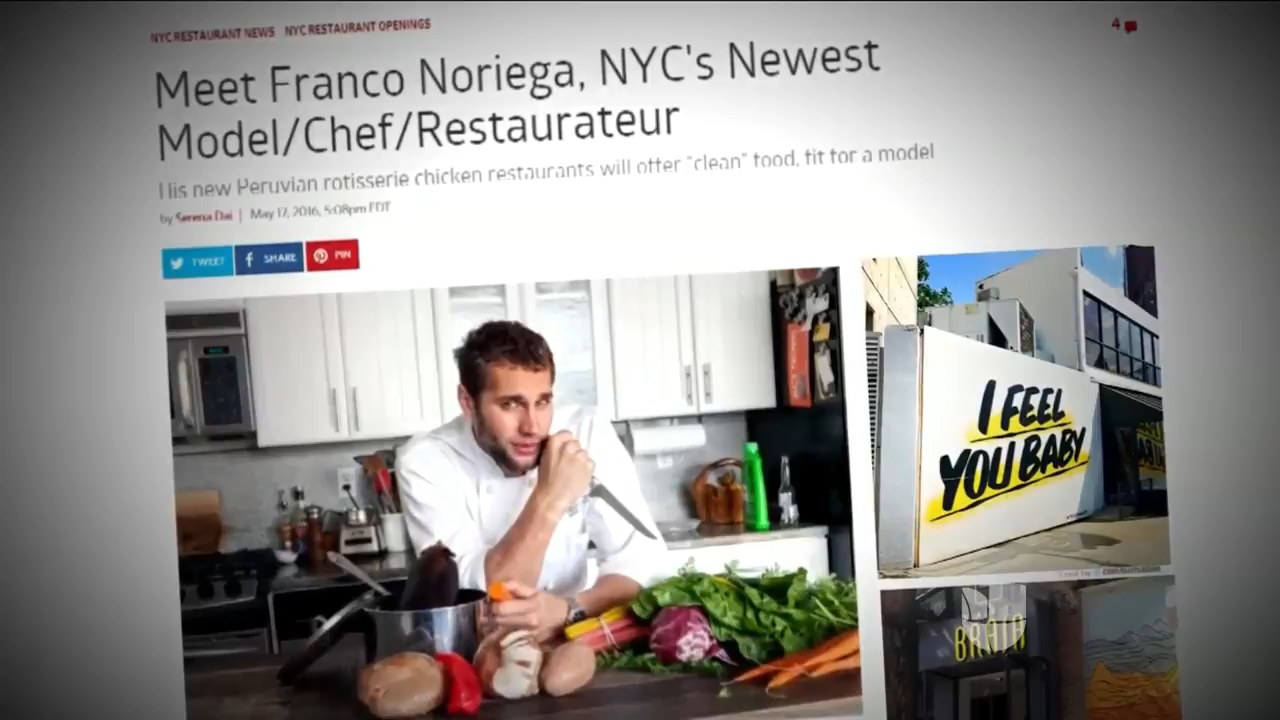 NYC RESTAURANT NEWS NYC RESTAURANT OPENINGS
4
Meet Franco Noriega, NYC's Newest
Model/Chef/Restaurateur
His new Peruvian rotisserie chicken restaurants will offer "clean" food, fit for a model
by Serena Dai | May 17, 2016, 5:08pm EDT
TWEET
f SHARE
PIN
I FEEL
YOU BABY